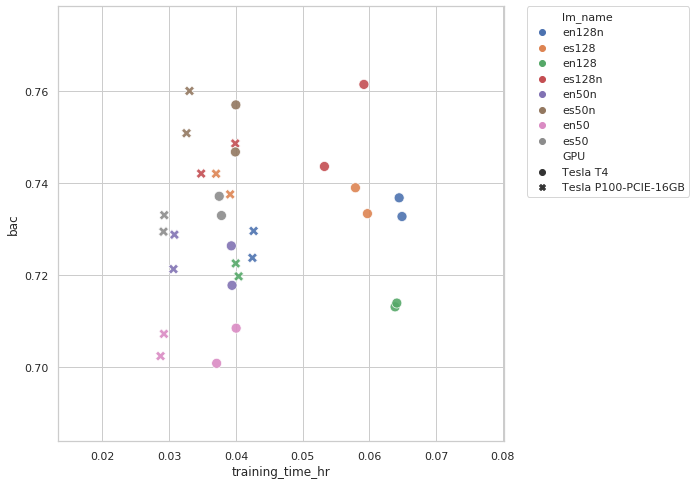 lm_name
en128n
es128
en128
es128n
en50n
es50n
en50
es50
GPU
Tesla T4
Tesla P100-PCIE-16GB
0.76
0.74
0.72
0.70
bac
0.02 0.03 0.04 0.05 0.06 0.07 0.08
training_time_hr